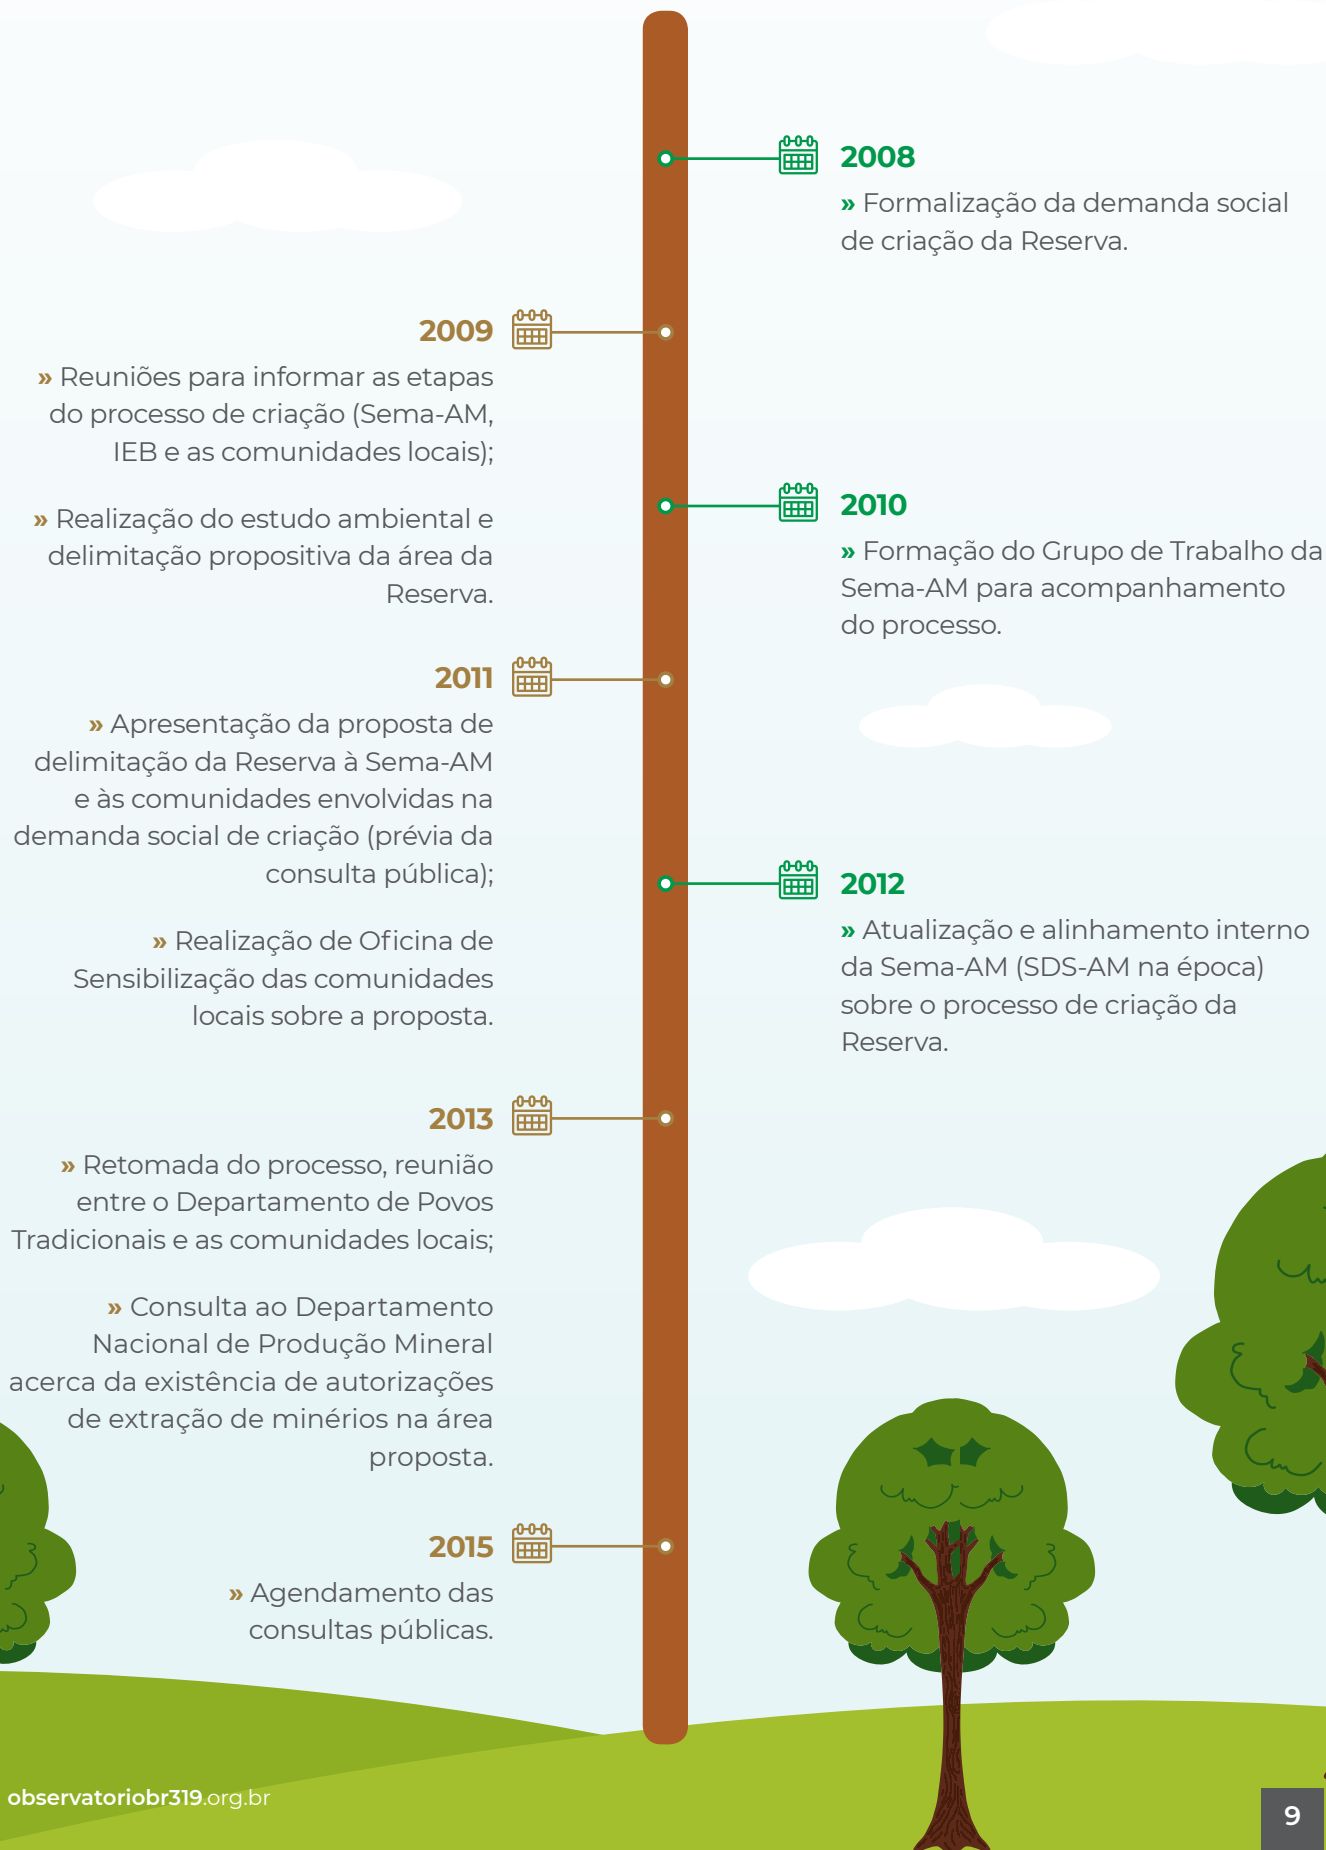 2008
» Formalização da demanda social
de criação da Reserva.
2009
» Reuniões para informar as etapas
do processo de criação (Sema-AM,
IEB e as comunidades locais);
» Realização do estudo ambiental e
delimitação propositiva da área da
Reserva.
2010
» Formação do Grupo de Trabalho da
Sema-AM para acompanhamento
do processo.
2011
» Apresentação da proposta de
delimitação da Reserva à Sema-AM
e às comunidades envolvidas na
demanda social de criação (prévia da
consulta pública);
» Realização de Oficina de
Sensibilização das comunidades
locais sobre a proposta.
2012
» Atualização e alinhamento interno
da Sema-AM (SDS-AM na época)
sobre o processo de criação da
Reserva.
2013
» Retomada do processo, reunião
entre o Departamento de Povos
Tradicionais e as comunidades locais;
» Consulta ao Departamento
Nacional de Produção Mineral
acerca da existência de autorizações
de extração de minérios na área
proposta.
2015
» Agendamento das
consultas públicas.
observatoriobr319.org.br
9